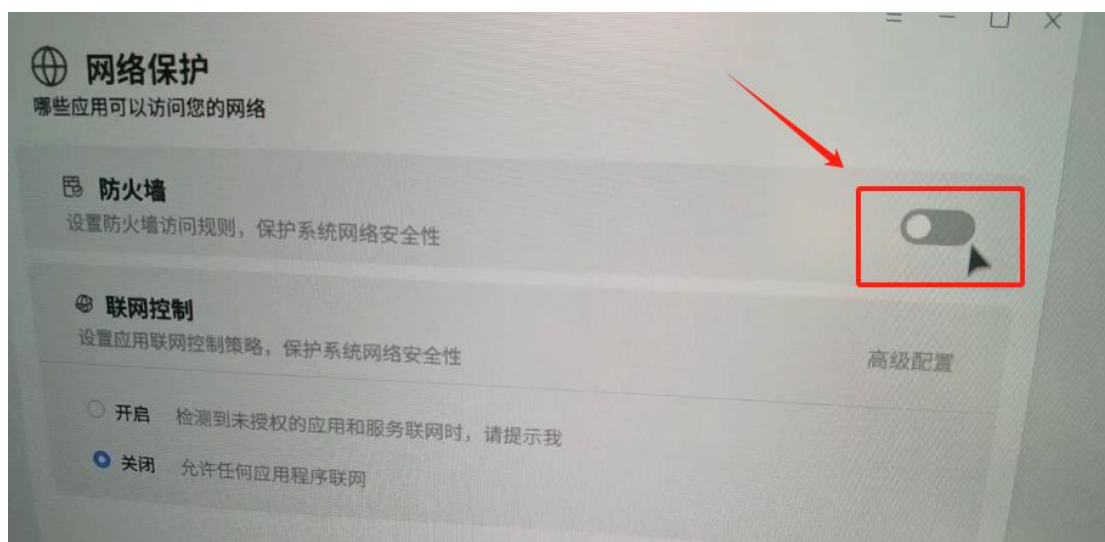 网络保护
哪些应用可以访问您的网络
防火墙
设置防火墙访问规则，保护系统网络安全性
联网控制
设置应用联网控制策略，保护系统网络安全性
高级配置
开启 检测到未授权的应用和服务联网时，请提示我
关闭 允许任何应用程序联网